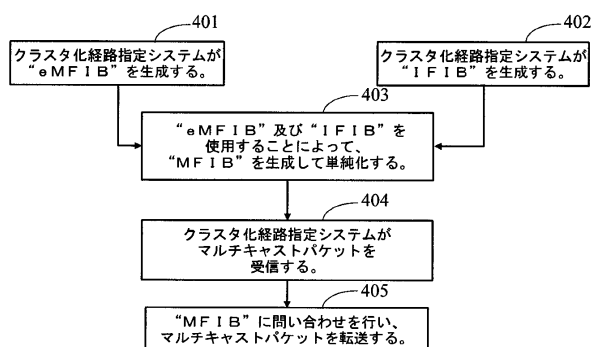 401
クラスタ化経路指定システムが
“eMFIB”を生成する。
402
クラスタ化経路指定システムが
“IFIB”を生成する。
403
“eMFIB”及び“IFIB”を
使用することによって、
“MFIB”を生成して単純化する。
404
クラスタ化経路指定システムが
マルチキャストパケットを
受信する。
405
“MFIB”に問い合わせを行い、
マルチキャストパケットを転送する。